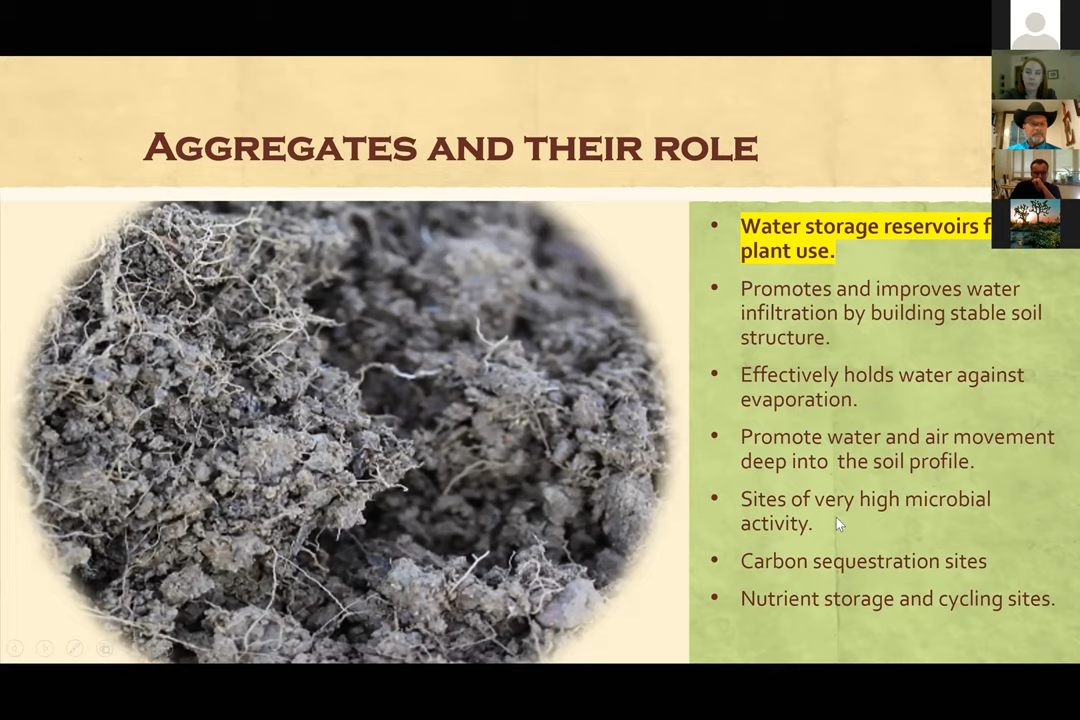 Aggregates and their role
• Water storage reservoirs
plant use.
• Promotes and improves water
infiltration by building stable soil
structure.
• Effectively holds water against
evaporation.
• Promote water and air movement
deep into the soil profile.
• Sites of very high microbial
activity.
• Carbon sequestration sites
• Nutrient storage and cycling sites.